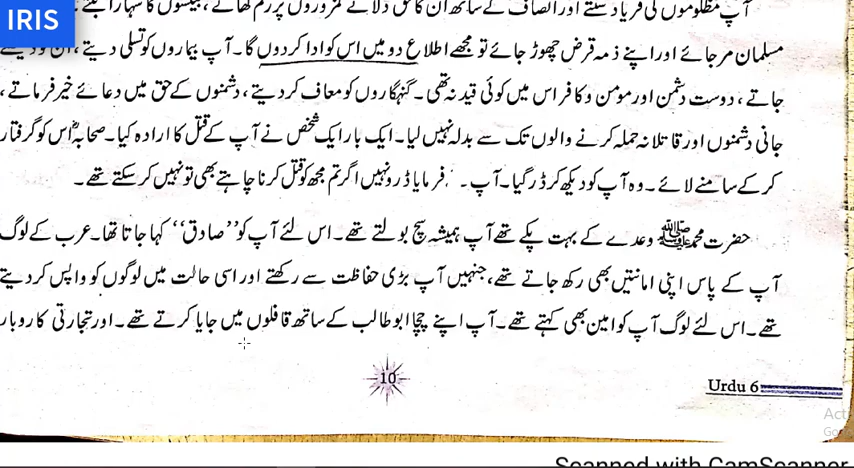 IRIS
آپ مظلوموں کی فریاد سنتے اور انصاف کے ساتھ ان کا حق دلاتے کمزوروں پر رحم کھاتے، بیکسوں کا سہارا بنتے
مسلمان مر جائے اور اپنے ذمہ قرض چھوڑ جائے تو مجھے اطلاع دو میں اس کو ادا کردوں گا۔ آپ بیماروں کو تسلی دیتے، ان کو دیکھنے
جاتے، دوست دشمن اور مومن و کافر اس میں کوئی قید نہ تھی۔ گنہگاروں کو معاف کردیتے، دشمنوں کے حق میں دعائے خیر فرماتے،
جانی دشمنوں اور قاتلانہ حملہ کرنے والوں تک سے بدلہ نہیں لیا۔ ایک بار ایک شخص نے آپ کے قتل کا ارادہ کیا۔ صحابہؓ اس کو گرفتار
کر کے سامنے لائے۔ وہ آپ کو دیکھ کر ڈر گیا۔ آپ۔ فرمایا ڈرو نہیں اگر تم مجھ کو قتل کرنا چاہتے بھی تو نہیں کر سکتے تھے۔
حضرت محمد ﷺ وعدے کے بہت پکے تھے آپ ہمیشہ سچ بولتے تھے۔ اس لئے آپ کو ’’صادق‘‘ کہا جاتا تھا۔ عرب کے لوگ
آپ کے پاس اپنی امانتیں بھی رکھ جاتے تھے، جنہیں آپ بڑی حفاظت سے رکھتے اور اسی حالت میں لوگوں کو واپس کر دیتے
تھے۔ اس لئے لوگ آپ کو امین بھی کہتے تھے۔ آپ اپنے چچا ابوطالب کے ساتھ قافلوں میں جایا کرتے تھے۔ اور تجارتی کاروبار
10
Urdu 6
Scanned with CamScanner